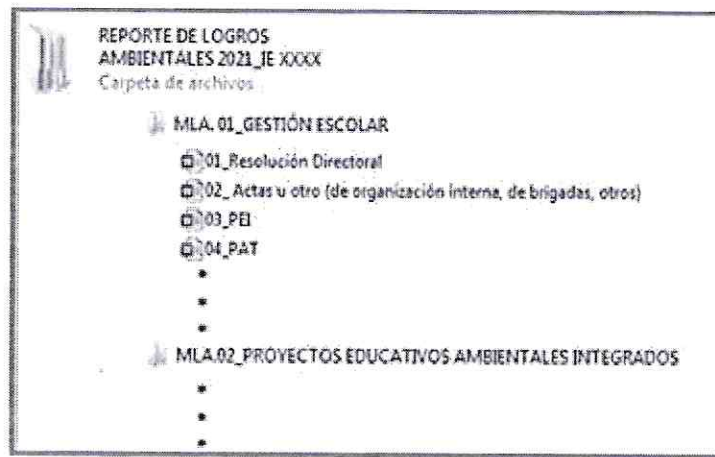 REPORTE DE LOGROS
AMBIENTALES 2021_IE XXXX
Carpeta de archivos
MLA. 01_GESTIÓN ESCOLAR
01_Resolución Directoral
02_ Actas u otro (de organización interna, de brigadas, otros)
03_PEI
04_PAT
MLA.02_PROYECTOS EDUCATIVOS AMBIENTALES INTEGRADOS